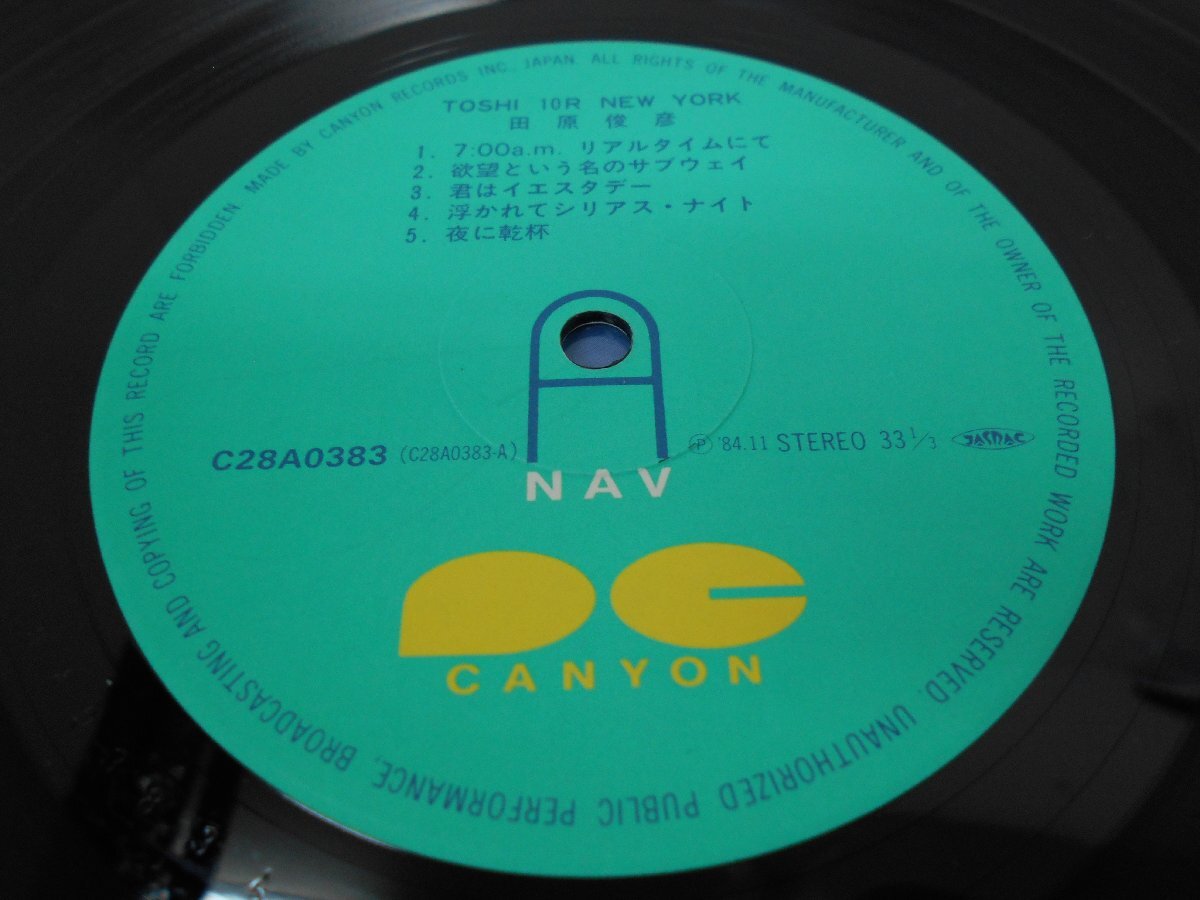 TOSHI 10R NEW YORK
田原俊彦
1. 7:00a.m. リアルタイムにて
2. 欲望という名のサブウェイ
3. 君はイエスタデー
4. 浮かれてシリアス・ナイト
5. 夜に乾杯
C28A0383 (C28A0383-A)
Ⓟ '84.11 STEREO 33 1/3 JASRAC
NAV
CANYON
MADE BY CANYON RECORDS INC., JAPAN. ALL RIGHTS OF THE MANUFACTURER AND OF THE OWNER OF THE RECORDED WORK ARE RESERVED. UNAUTHORIZED PUBLIC PERFORMANCE, BROADCASTING AND COPYING OF THIS RECORD ARE FORBIDDEN.